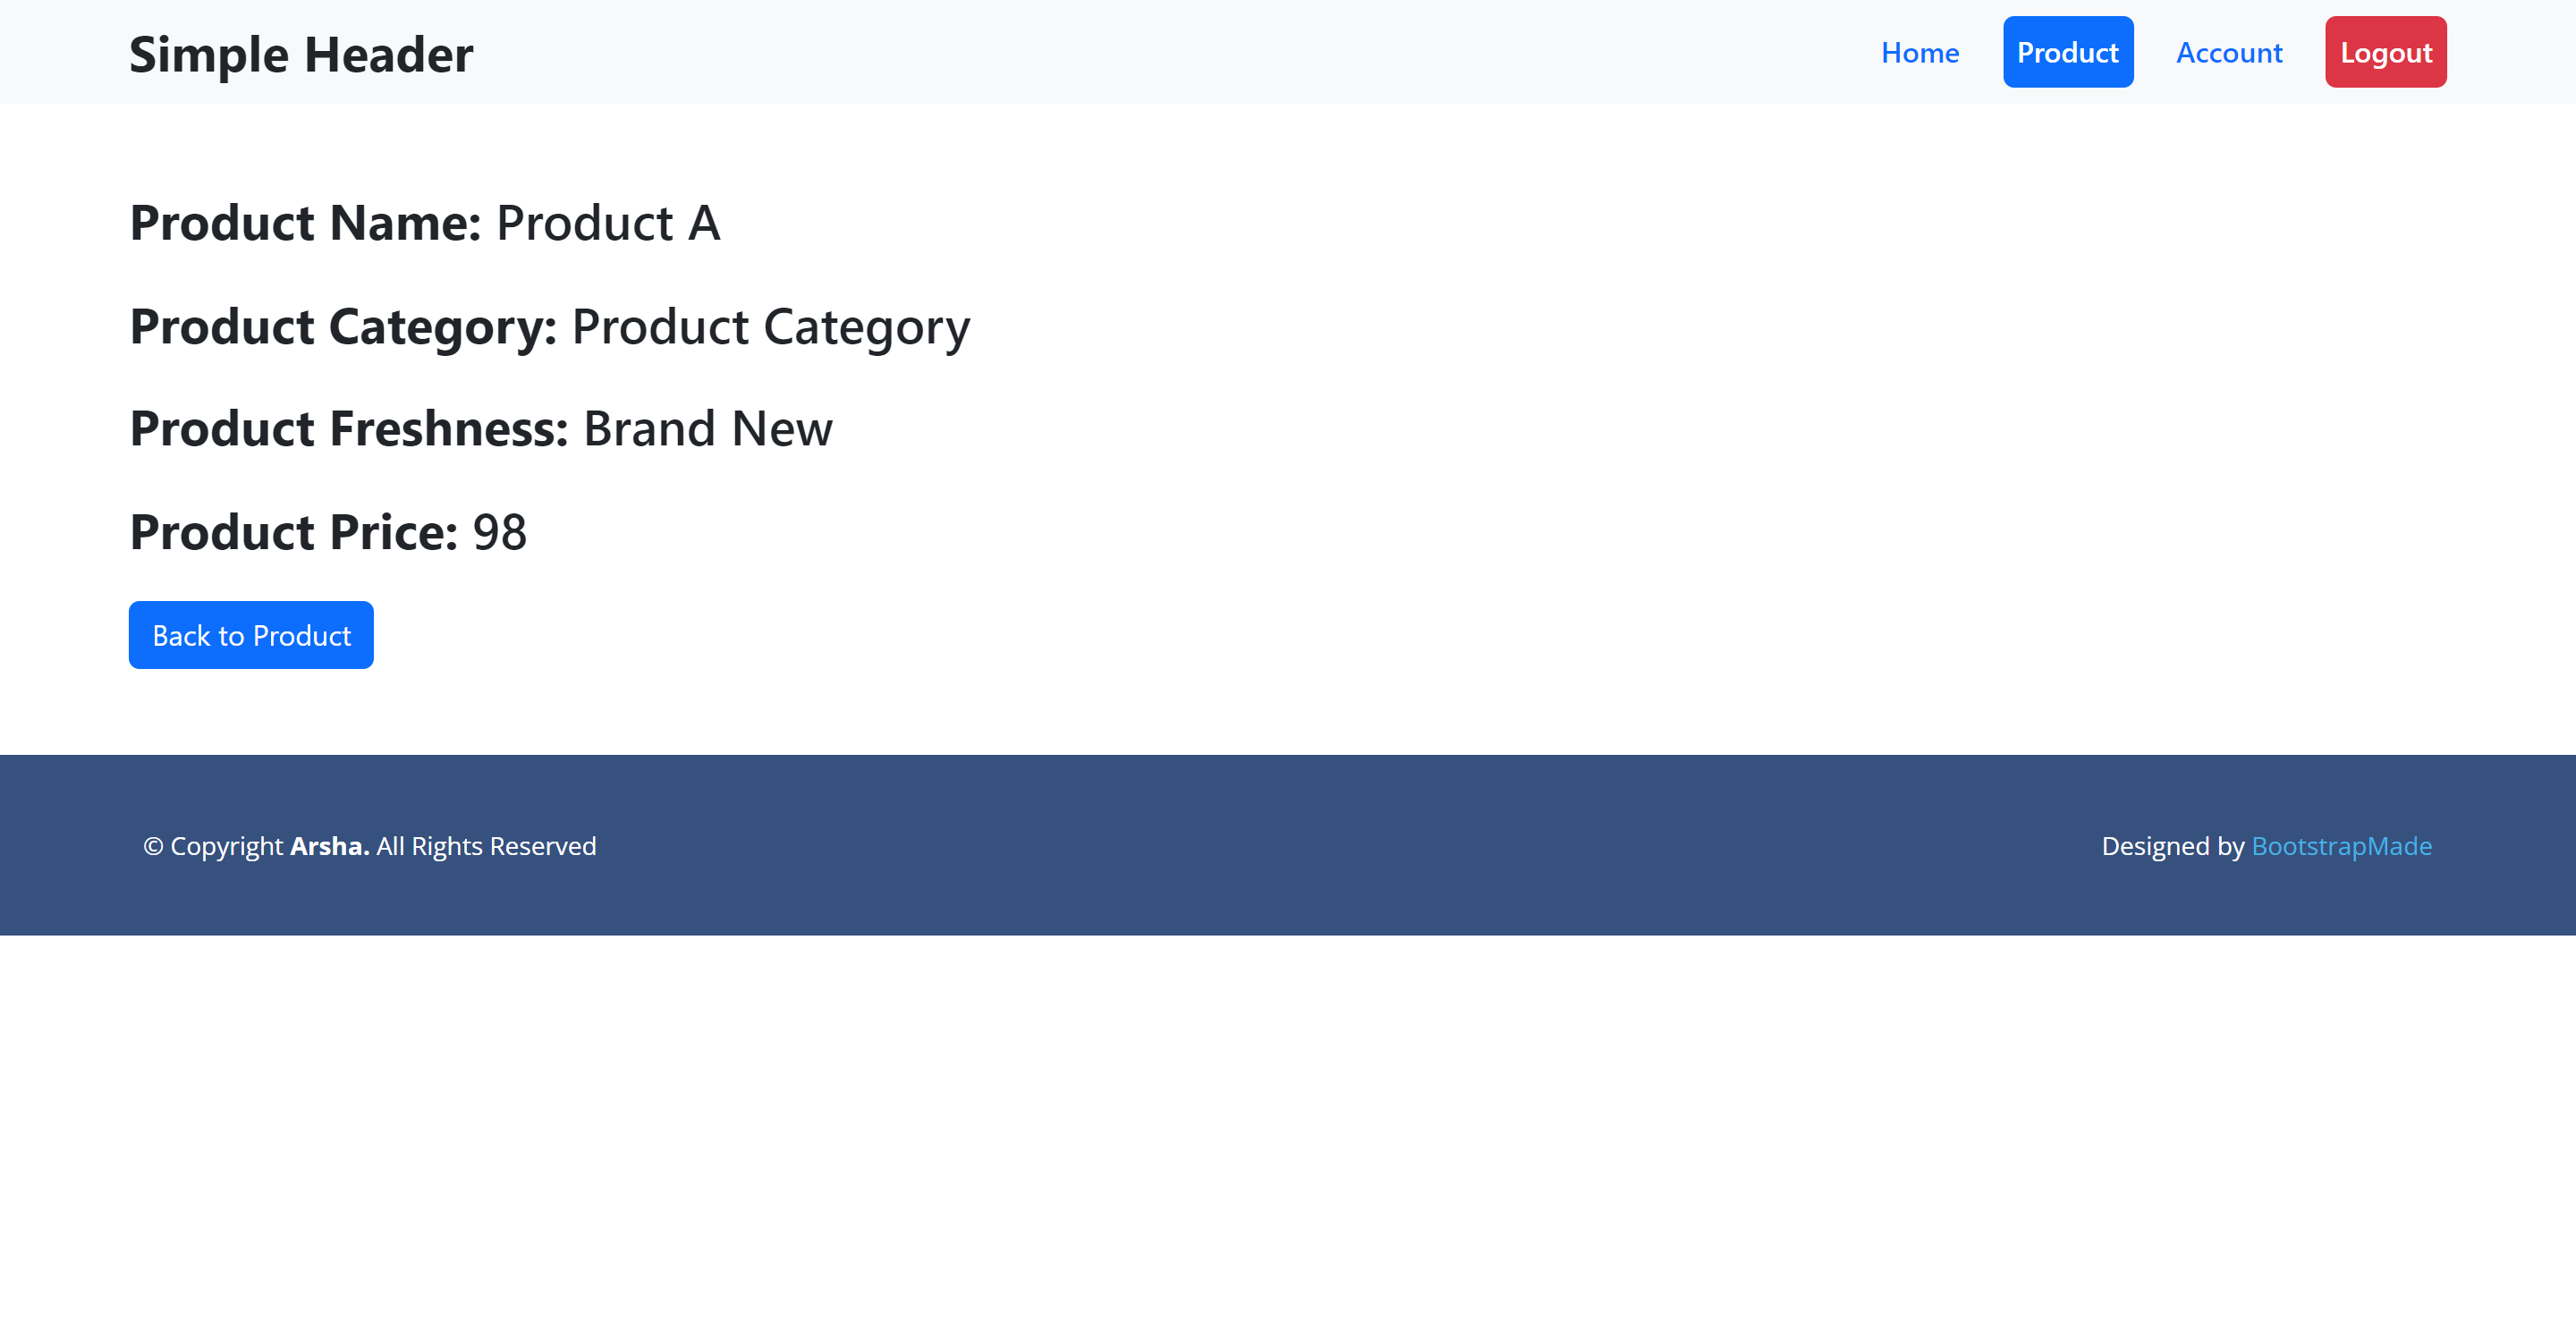 Simple Header Home Product Account Logout
Product Name: Product A
Product Category: Product Category
Product Freshness: Brand New
Product Price: 98
Back to Product
© Copyright Arsha. All Rights Reserved Designed by BootstrapMade